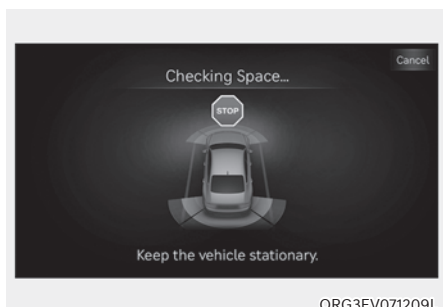 Cancel
Checking Space...
STOP
Keep the vehicle stationary.
ORG3EV071209L